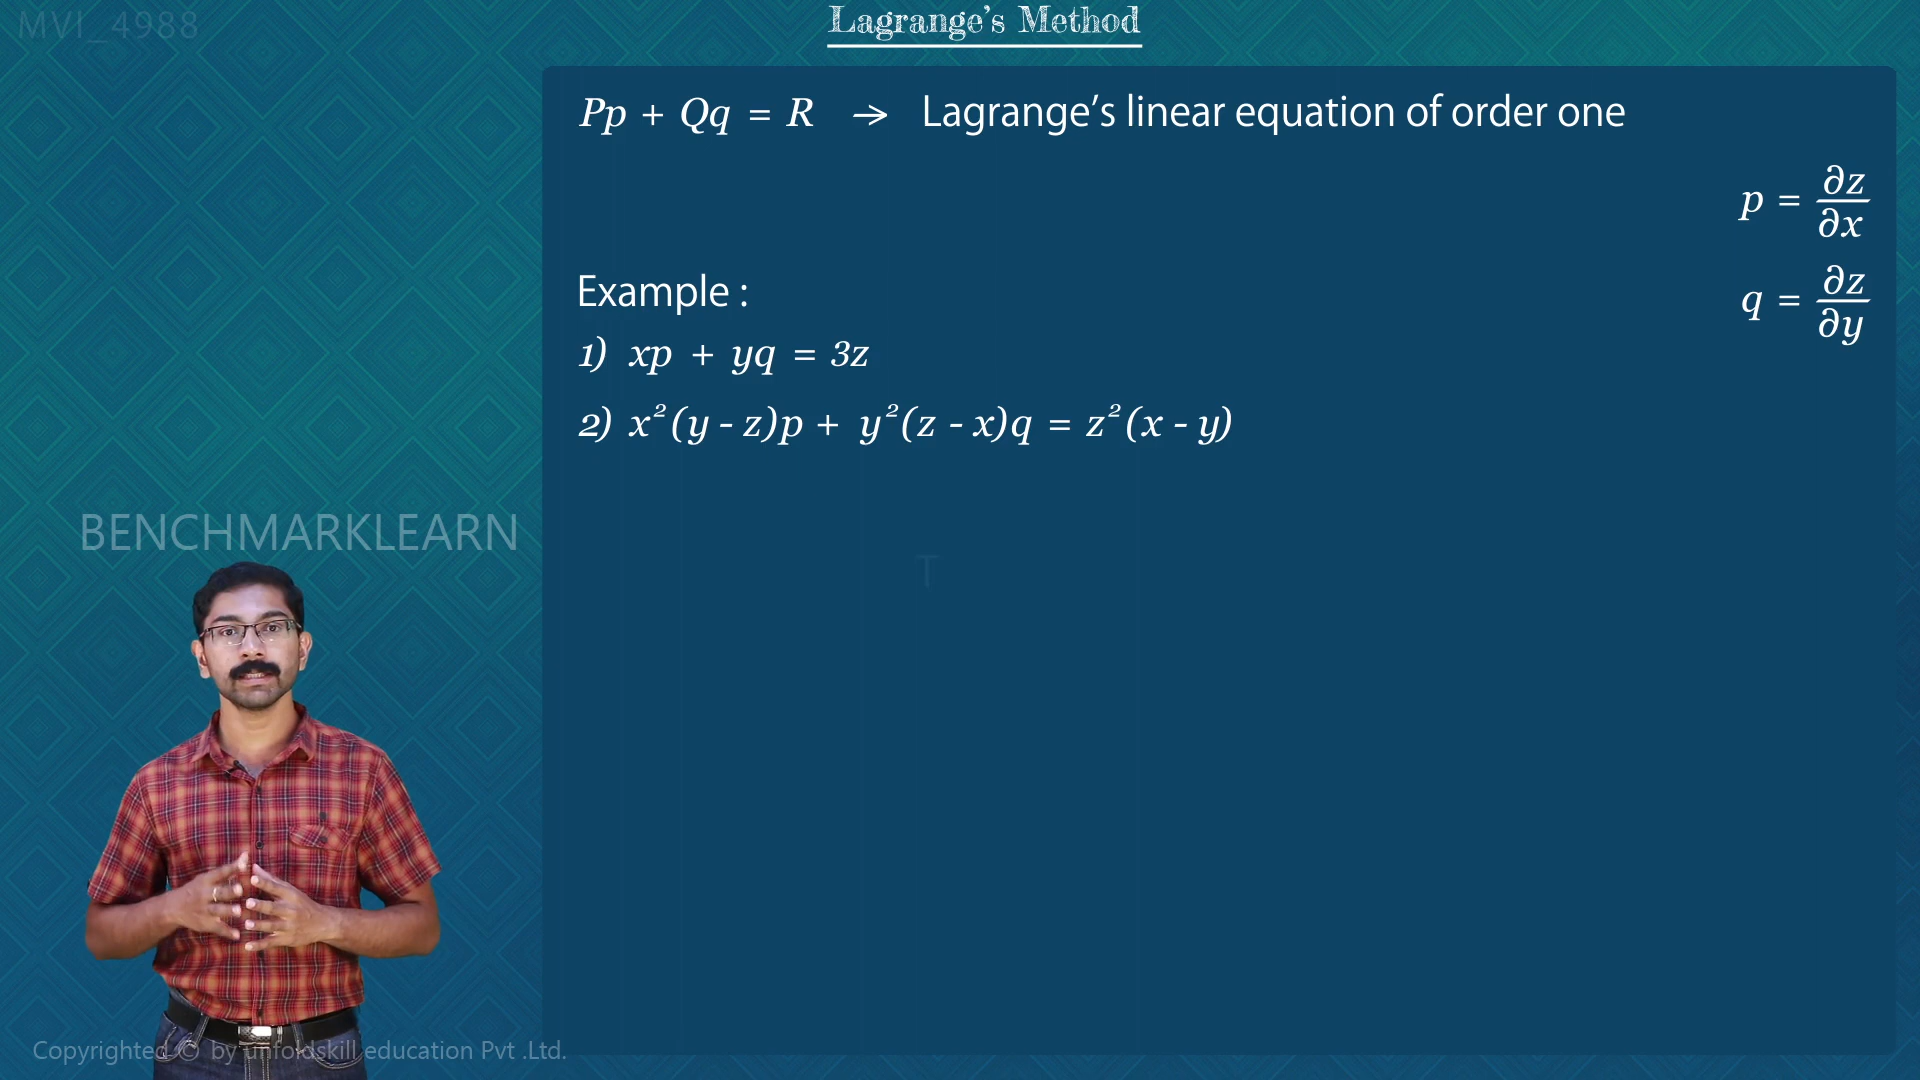 MVI_4988
Lagrange's Method
Pp + Qq = R → Lagrange's linear equation of order one
p = ∂z/∂x
Example :
q = ∂z/∂y
1) xp + yq = 3z
2) x²(y - z)p + y²(z - x)q = z²(x - y)
BENCHMARKLEARN
T
Copyrighted © by unfoldskill education Pvt .Ltd.